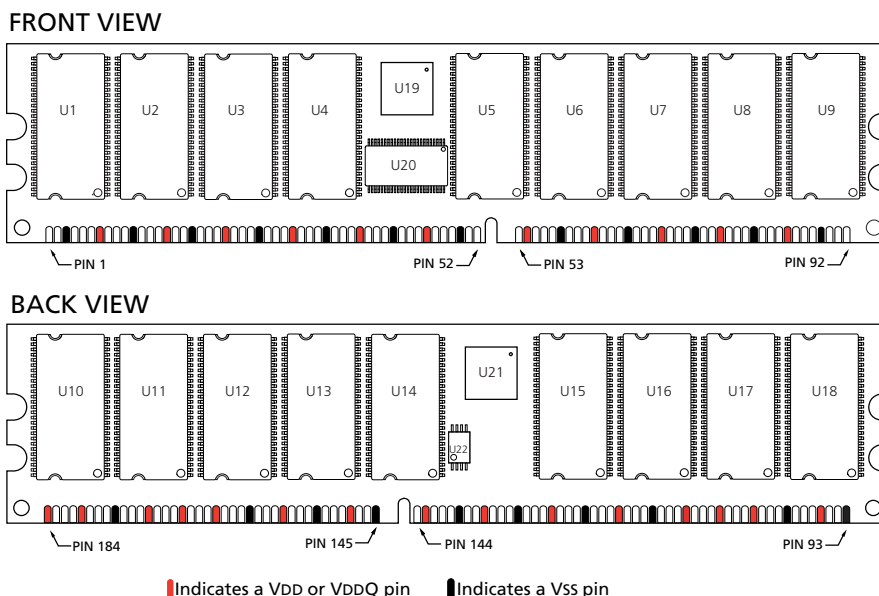 FRONT VIEW
U1 U2 U3 U4 U19 U20 U5 U6 U7 U8 U9
PIN 1 PIN 52 PIN 53 PIN 92
BACK VIEW
U10 U11 U12 U13 U14 U21 U22 U15 U16 U17 U18
PIN 184 PIN 145 PIN 144 PIN 93
Indicates a VDD or VDDQ pin Indicates a VSS pin